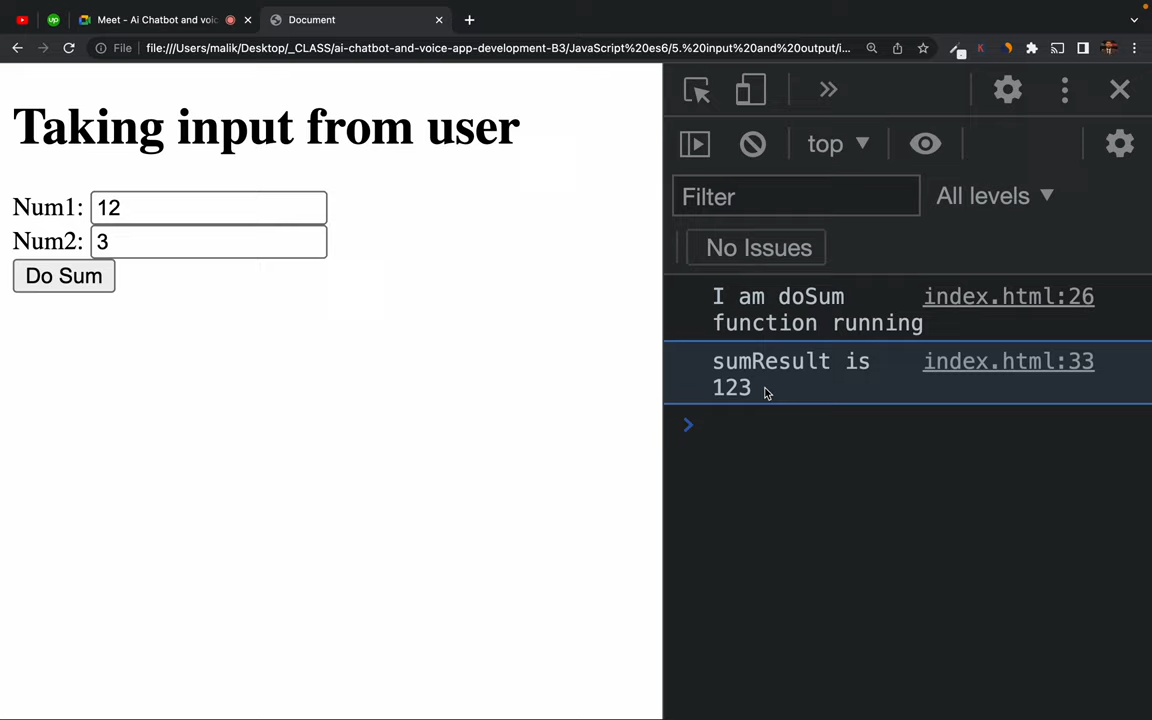 Meet - Ai Chatbot and voic
Document
File
file:///Users/malik/Desktop/_CLASS/ai-chatbot-and-voice-app-development-B3/JavaScript%20es6/5.%20input%20and%20output/i...
Taking input from user
Num1: 12
Num2: 3
Do Sum
top
Filter
All levels
No Issues
I am doSum index.html:26
function running
sumResult is index.html:33
123